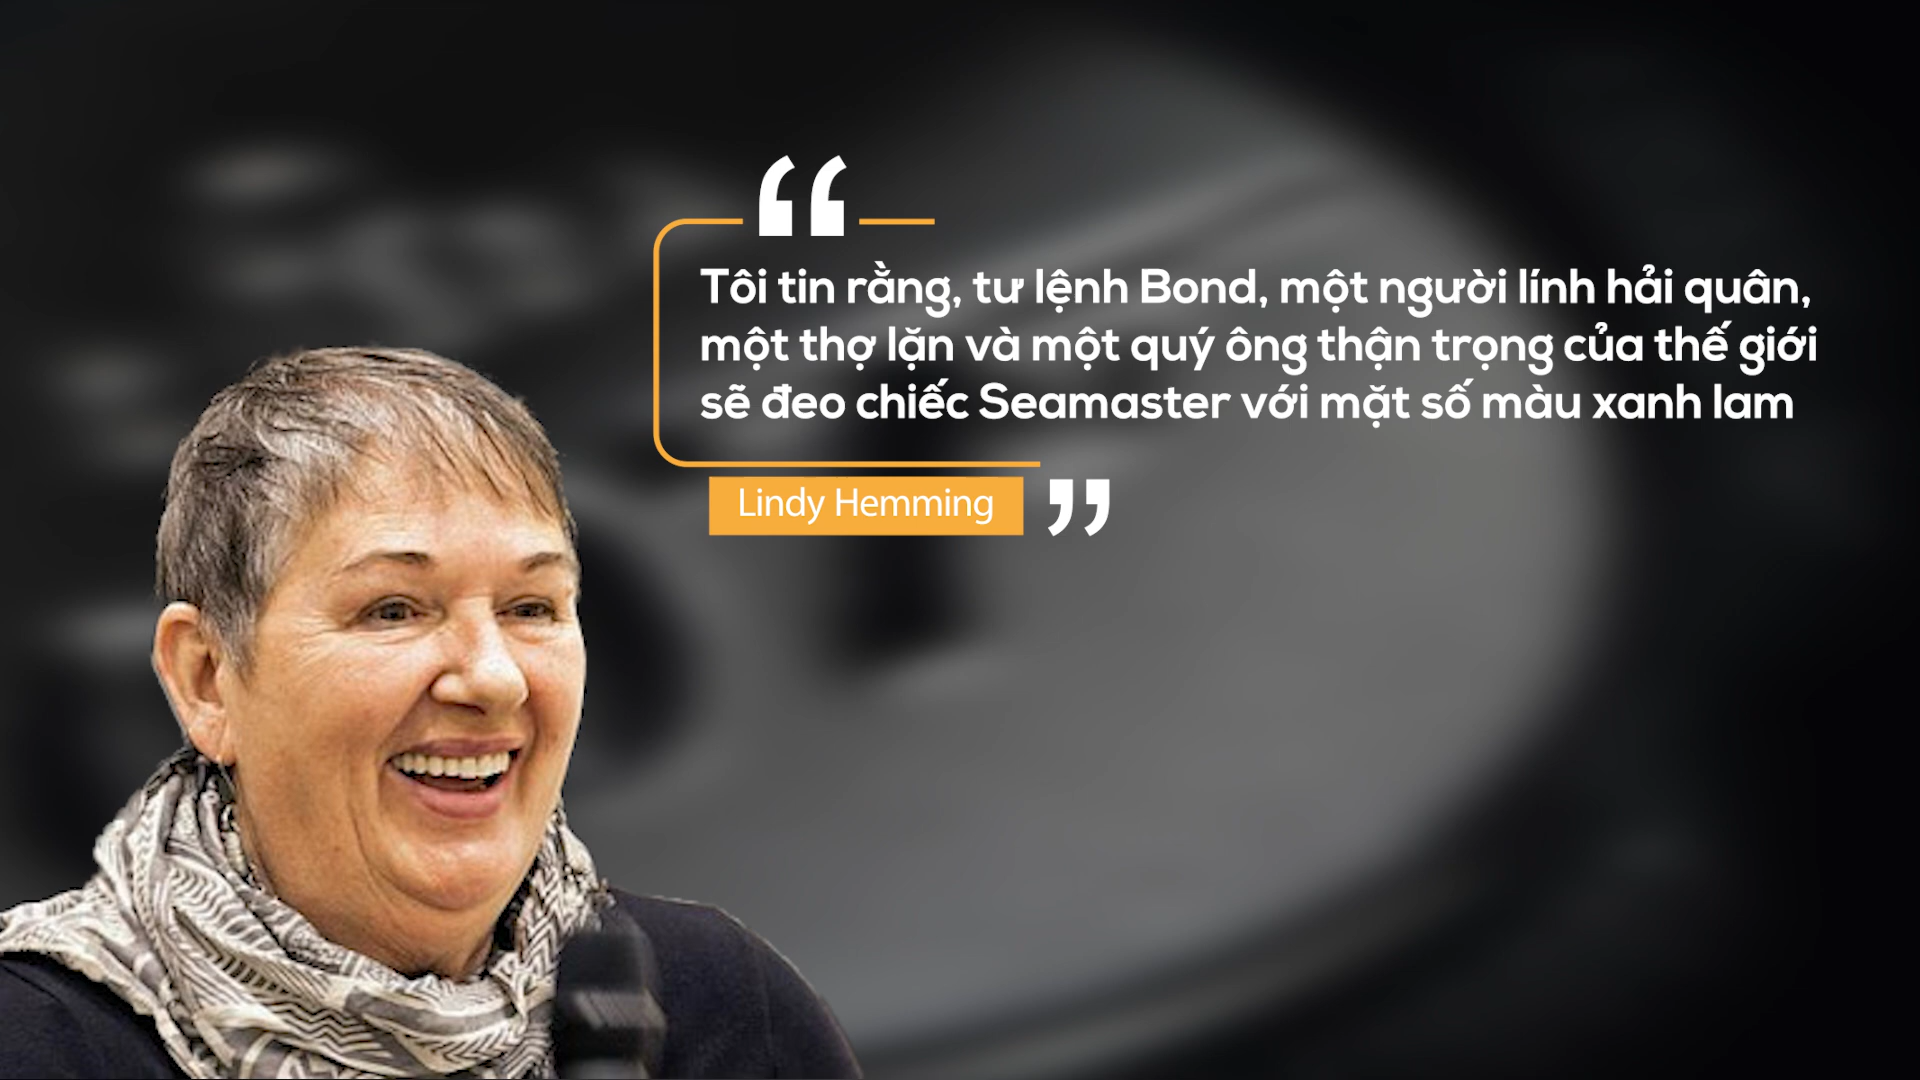 “
Tôi tin rằng, tư lệnh Bond, một người lính hải quân,
một thợ lặn và một quý ông thận trọng của thế giới
sẽ đeo chiếc Seamaster với mặt số màu xanh lam
Lindy Hemming ”